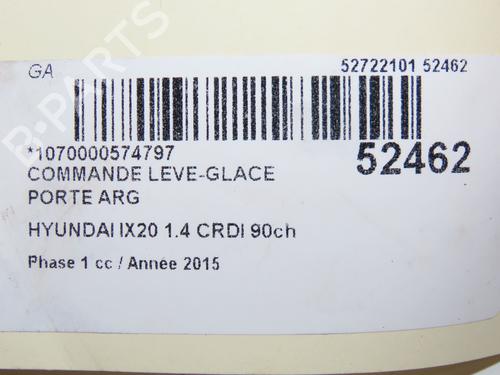 GA
52722101 52462
*1070000574797
52462
COMMANDE LEVE-GLACE
PORTE ARG
HYUNDAI IX20 1.4 CRDI 90ch
Phase 1 cc / Année 2015
B-PARTS